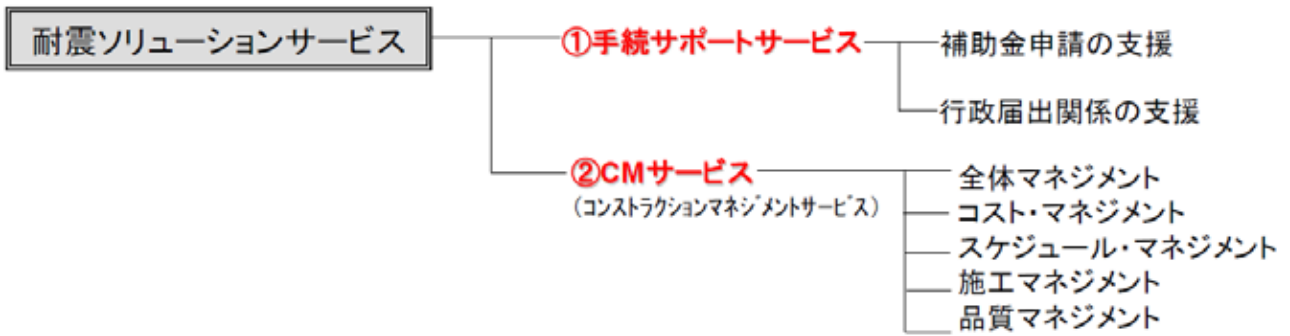 耐震ソリューションサービス
①手続サポートサービス
補助金申請の支援
行政届出関係の支援
②CMサービス
（コンストラクションマネジメントサービス）
全体マネジメント
コスト・マネジメント
スケジュール・マネジメント
施工マネジメント
品質マネジメント